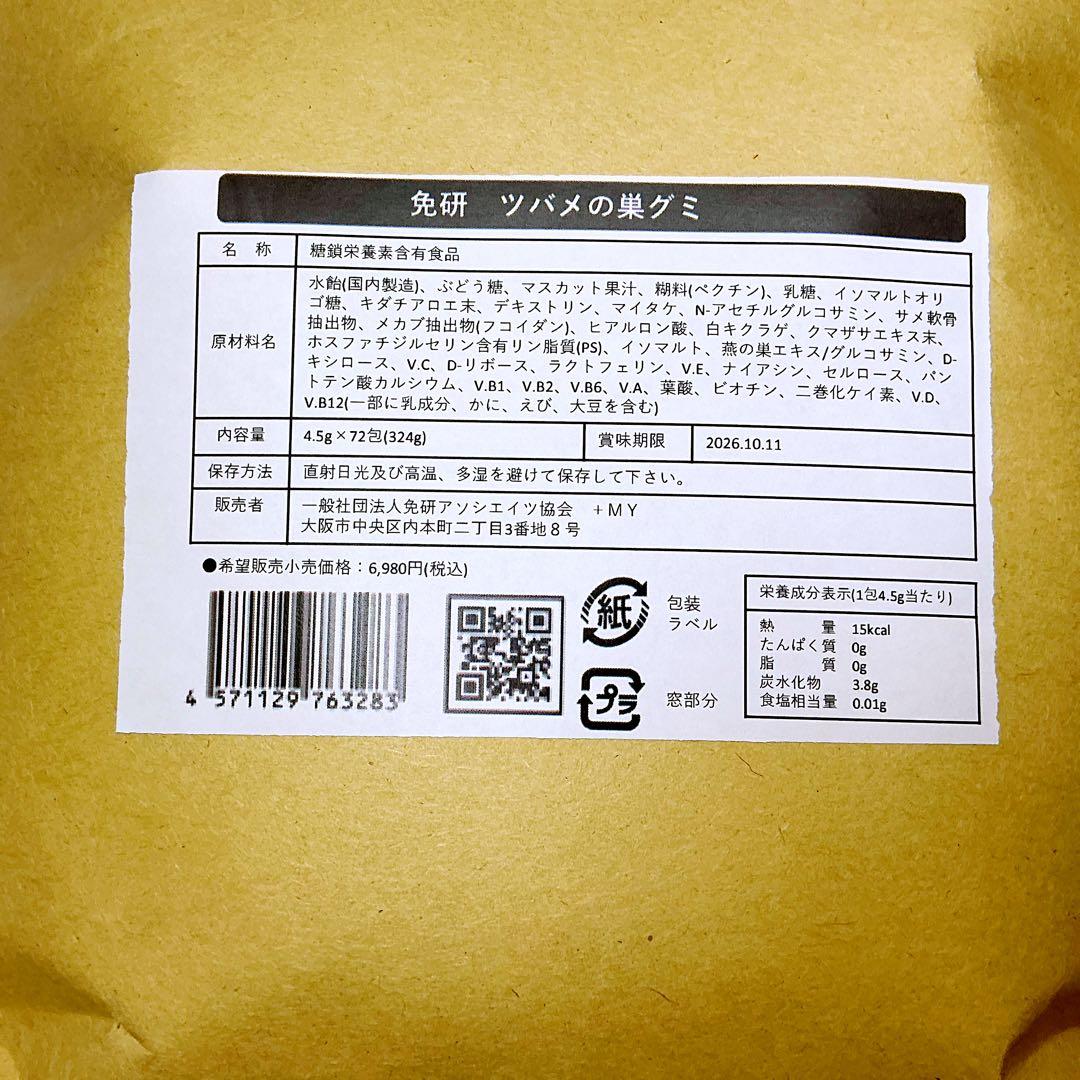 免研 ツバメの巣グミ
名 称 糖鎖栄養素含有食品
原材料名
水飴(国内製造)、ぶどう糖、マスカット果汁、糊料(ペクチン)、乳糖、イソマルトオリ
ゴ糖、キダチアロエ末、デキストリン、マイタケ、N-アセチルグルコサミン、サメ軟骨
抽出物、メカブ抽出物(フコイダン)、ヒアルロン酸、白キクラゲ、クマザサエキス末、
ホスファチジルセリン含有リン脂質(PS)、イソマルト、燕の巣エキス/グルコサミン、D-
キシロース、V.C、D-リボース、ラクトフェリン、V.E、ナイアシン、セルロース、パン
トテン酸カルシウム、V.B1、V.B2、V.B6、V.A、葉酸、ビオチン、二巻化ケイ素、V.D、
V.B12(一部に乳成分、かに、えび、大豆を含む)
内容量 4.5g×72包(324g) 賞味期限 2026.10.11
保存方法 直射日光及び高温、多湿を避けて保存して下さい。
販売者 一般社団法人免研アソシエイツ協会 +MY
大阪市中央区内本町二丁目3番地8号
●希望販売小売価格：6,980円(税込)
4 571129 763283
紙 包装
ラベル
プラ 窓部分
栄養成分表示(1包4.5g当たり)
熱 量 15kcal
たんぱく質 0g
脂 質 0g
炭水化物 3.8g
食塩相当量 0.01g